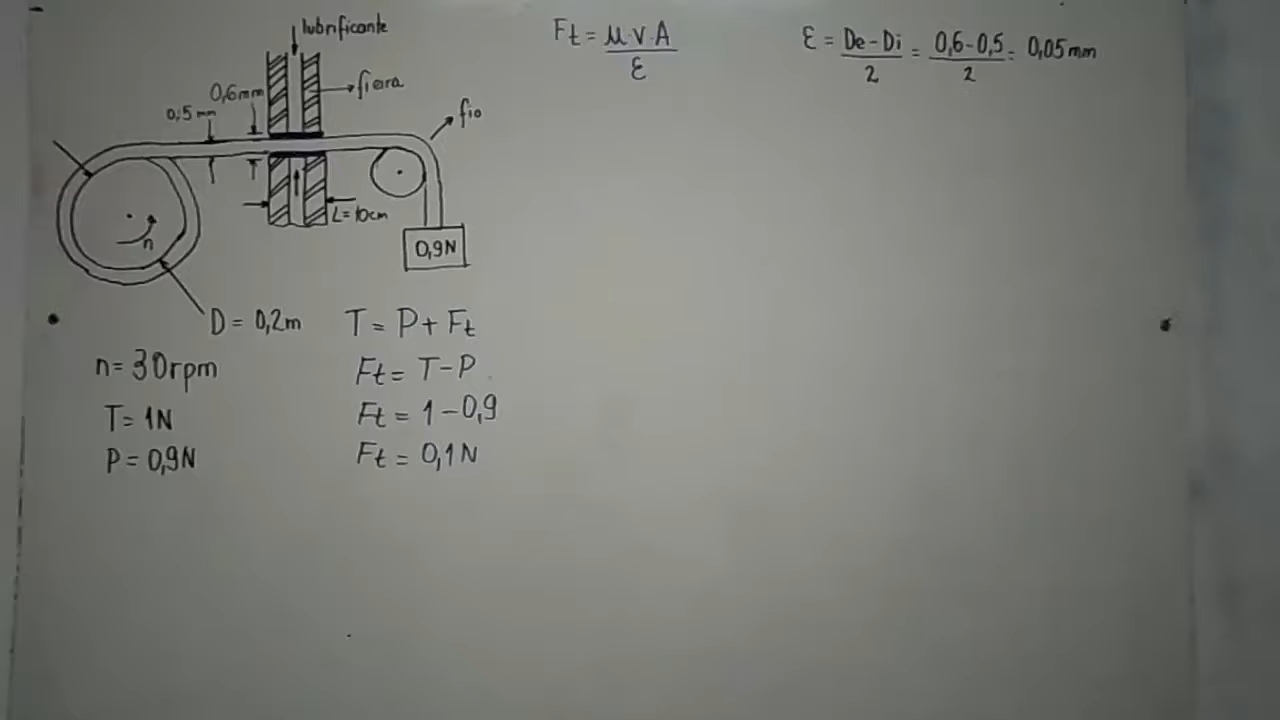 lubrificante
0,6mm
fieira
0,5mm
fio
L=10cm
n
0,9N
D = 0,2m
n= 30rpm
T= 1N
P= 0,9N
T= P+ Ft
Ft= T-P
Ft= 1-0,9
Ft= 0,1N
Ft= μ v.A
ε
ε = De-Di = 0,6-0,5 = 0,05mm
2 2